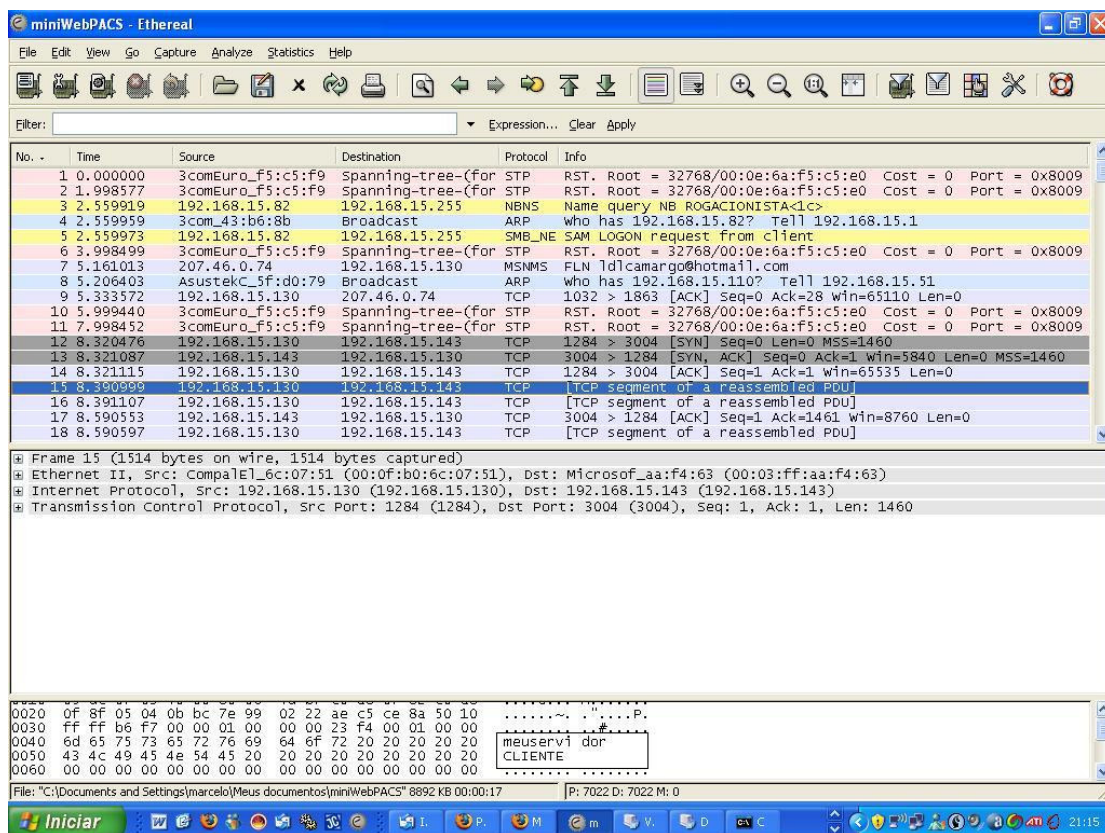 miniWebPACS - Ethereal
File Edit View Go Capture Analyze Statistics Help
Filter: Expression... Clear Apply
No. - Time Source Destination Protocol Info
1 0.000000 3comEuro_f5:c5:f9 Spanning-tree-(for STP RST. Root = 32768/00:0e:6a:f5:c5:e0 Cost = 0 Port = 0x8009
2 1.998577 3comEuro_f5:c5:f9 Spanning-tree-(for STP RST. Root = 32768/00:0e:6a:f5:c5:e0 Cost = 0 Port = 0x8009
3 2.559919 192.168.15.82 192.168.15.255 NBNS Name query NB ROGACIONISTA<1c>
4 2.559959 3com_43:b6:8b Broadcast ARP Who has 192.168.15.82? Tell 192.168.15.1
5 2.559973 192.168.15.82 192.168.15.255 SMB_NE SAM LOGON request from client
6 3.998499 3comEuro_f5:c5:f9 Spanning-tree-(for STP RST. Root = 32768/00:0e:6a:f5:c5:e0 Cost = 0 Port = 0x8009
7 5.161013 207.46.0.74 192.168.15.130 MSNMS FLN ldlcamargo@hotmail.com
8 5.206403 AsustekC_5f:d0:79 Broadcast ARP Who has 192.168.15.110? Tell 192.168.15.51
9 5.333572 192.168.15.130 207.46.0.74 TCP 1032 > 1863 [ACK] Seq=0 Ack=28 Win=65110 Len=0
10 5.999440 3comEuro_f5:c5:f9 Spanning-tree-(for STP RST. Root = 32768/00:0e:6a:f5:c5:e0 Cost = 0 Port = 0x8009
11 7.998452 3comEuro_f5:c5:f9 Spanning-tree-(for STP RST. Root = 32768/00:0e:6a:f5:c5:e0 Cost = 0 Port = 0x8009
12 8.320476 192.168.15.130 192.168.15.143 TCP 1284 > 3004 [SYN] Seq=0 Len=0 MSS=1460
13 8.321087 192.168.15.143 192.168.15.130 TCP 3004 > 1284 [SYN, ACK] Seq=0 Ack=1 Win=5840 Len=0 MSS=1460
14 8.321115 192.168.15.130 192.168.15.143 TCP 1284 > 3004 [ACK] Seq=1 Ack=1 Win=65535 Len=0
15 8.390999 192.168.15.130 192.168.15.143 TCP [TCP segment of a reassembled PDU]
16 8.391107 192.168.15.130 192.168.15.143 TCP [TCP segment of a reassembled PDU]
17 8.590553 192.168.15.143 192.168.15.130 TCP 3004 > 1284 [ACK] Seq=1 Ack=1461 Win=8760 Len=0
18 8.590597 192.168.15.130 192.168.15.143 TCP [TCP segment of a reassembled PDU]
Frame 15 (1514 bytes on wire, 1514 bytes captured)
Ethernet II, Src: CompalEl_6c:07:51 (00:0f:b0:6c:07:51), Dst: Microsof_aa:f4:63 (00:03:ff:aa:f4:63)
Internet Protocol, Src: 192.168.15.130 (192.168.15.130), Dst: 192.168.15.143 (192.168.15.143)
Transmission Control Protocol, Src Port: 1284 (1284), Dst Port: 3004 (3004), Seq: 1, Ack: 1, Len: 1460
0020 0f 8f 05 04 0b bc 7e 99 02 22 ae c5 ce 8a 50 10 ......~. ."....P.
0030 ff ff b6 f7 00 00 01 00 00 00 23 f4 00 01 00 00 ........ ..#.....
0040 6d 65 75 73 65 72 76 69 64 6f 72 20 20 20 20 20 meuservi dor
0050 43 4c 49 45 4e 54 45 20 20 20 20 20 20 20 20 20 CLIENTE
0060 00 00 00 00 00 00 00 00 00 00 00 00 00 00 00 00 ........ ........
File: "C:\Documents and Settings\marcelo\Meus documentos\miniWebPACS" 8892 KB 00:00:17 P: 7022 D: 7022 M: 0
Iniciar I. P. M m V. D C 21:15